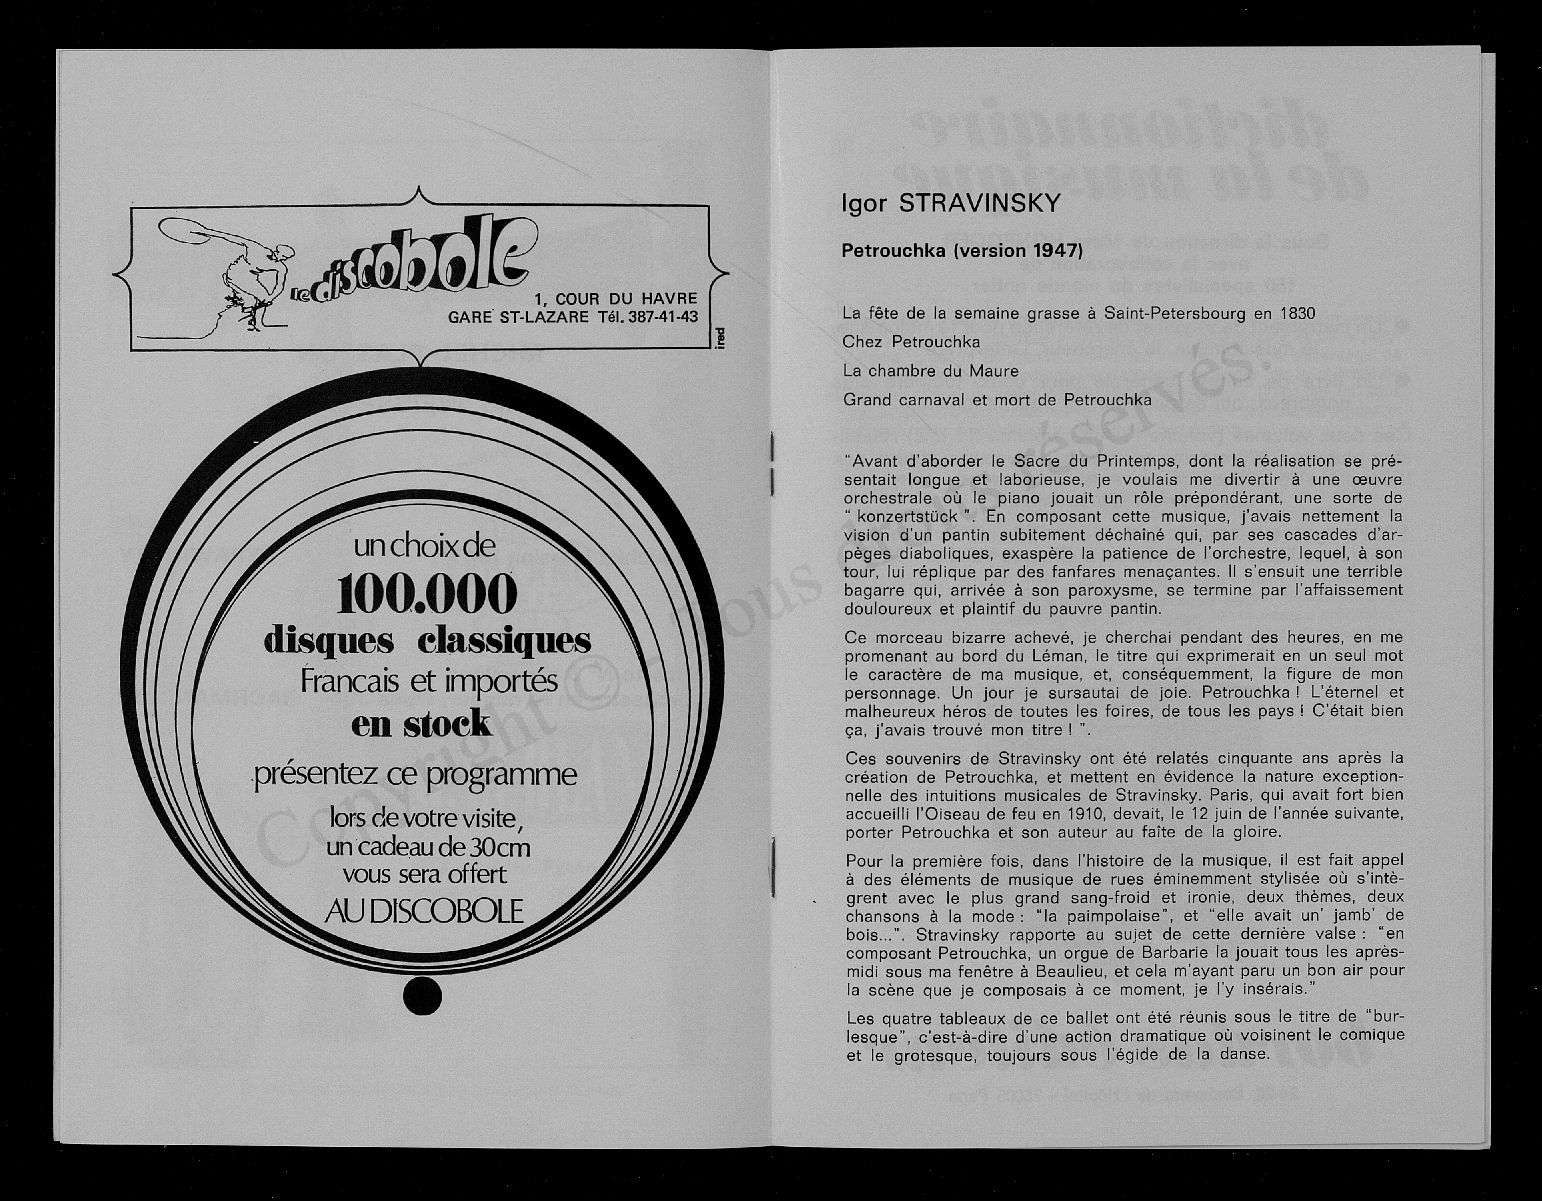 le discobole
1, COUR DU HAVRE
GARE ST-LAZARE Tél. 387-41-43
ired
un choix de
100.000
disques classiques
Francais et importés
en stock
présentez ce programme
lors de votre visite,
un cadeau de 30cm
vous sera offert
AU DISCOBOLE
Igor STRAVINSKY
Petrouchka (version 1947)
La fête de la semaine grasse à Saint-Petersbourg en 1830
Chez Petrouchka
La chambre du Maure
Grand carnaval et mort de Petrouchka
"Avant d'aborder le Sacre du Printemps, dont la réalisation se pré-
sentait longue et laborieuse, je voulais me divertir à une œuvre
orchestrale où le piano jouait un rôle prépondérant, une sorte de
" konzertstück ". En composant cette musique, j'avais nettement la
vision d'un pantin subitement déchaîné qui, par ses cascades d'ar-
pèges diaboliques, exaspère la patience de l'orchestre, lequel, à son
tour, lui réplique par des fanfares menaçantes. Il s'ensuit une terrible
bagarre qui, arrivée à son paroxysme, se termine par l'affaissement
douloureux et plaintif du pauvre pantin.
Ce morceau bizarre achevé, je cherchai pendant des heures, en me
promenant au bord du Léman, le titre qui exprimerait en un seul mot
le caractère de ma musique, et, conséquemment, la figure de mon
personnage. Un jour je sursautai de joie. Petrouchka ! L'éternel et
malheureux héros de toutes les foires, de tous les pays ! C'était bien
ça, j'avais trouvé mon titre ! ".
Ces souvenirs de Stravinsky ont été relatés cinquante ans après la
création de Petrouchka, et mettent en évidence la nature exception-
nelle des intuitions musicales de Stravinsky. Paris, qui avait fort bien
accueilli l'Oiseau de feu en 1910, devait, le 12 juin de l'année suivante,
porter Petrouchka et son auteur au faîte de la gloire.
Pour la première fois, dans l'histoire de la musique, il est fait appel
à des éléments de musique de rues éminemment stylisée où s'intè-
grent avec le plus grand sang-froid et ironie, deux thèmes, deux
chansons à la mode : "la paimpolaise", et "elle avait un' jamb' de
bois...". Stravinsky rapporte au sujet de cette dernière valse : "en
composant Petrouchka, un orgue de Barbarie la jouait tous les après-
midi sous ma fenêtre à Beaulieu, et cela m'ayant paru un bon air pour
la scène que je composais à ce moment, je l'y insérais."
Les quatre tableaux de ce ballet ont été réunis sous le titre de "bur-
lesque", c'est-à-dire d'une action dramatique où voisinent le comique
et le grotesque, toujours sous l'égide de la danse.
Copyright © - Tous droits réservés.